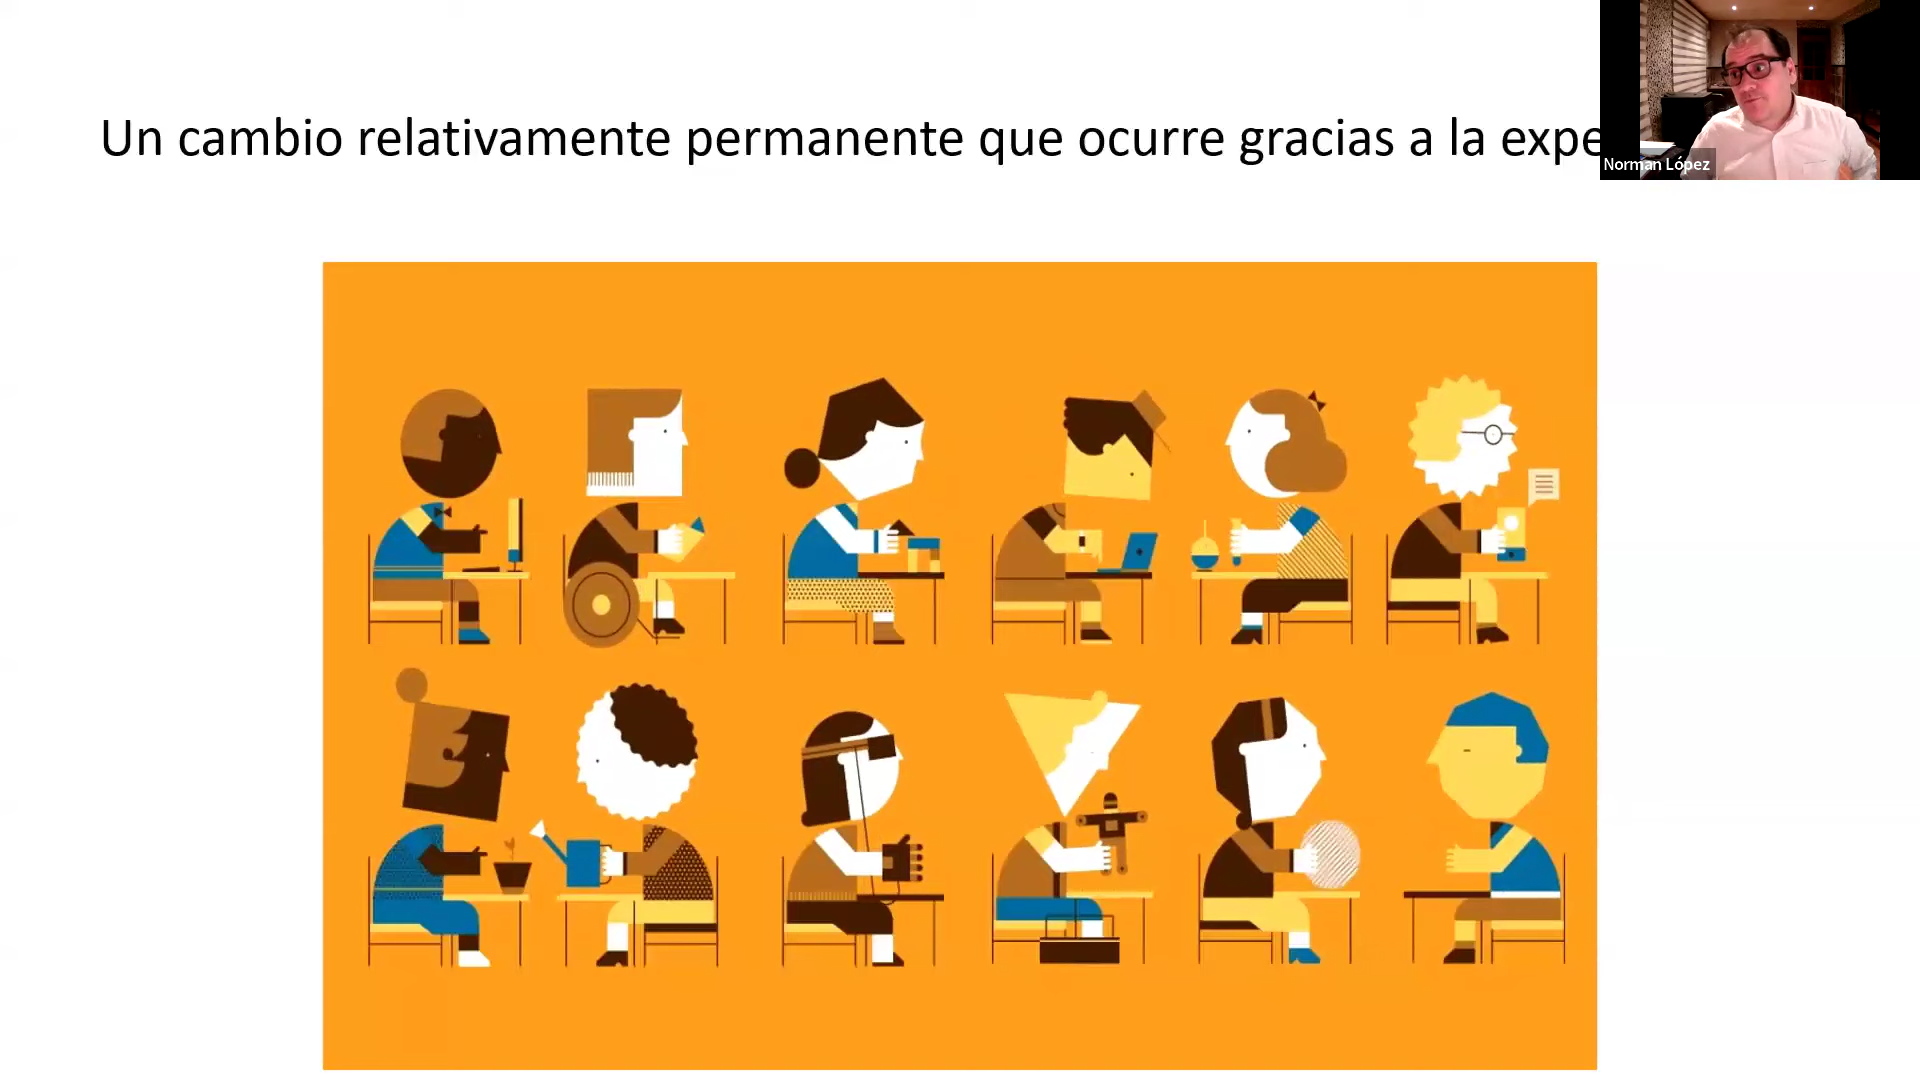 Un cambio relativamente permanente que ocurre gracias a la expe
Norman López